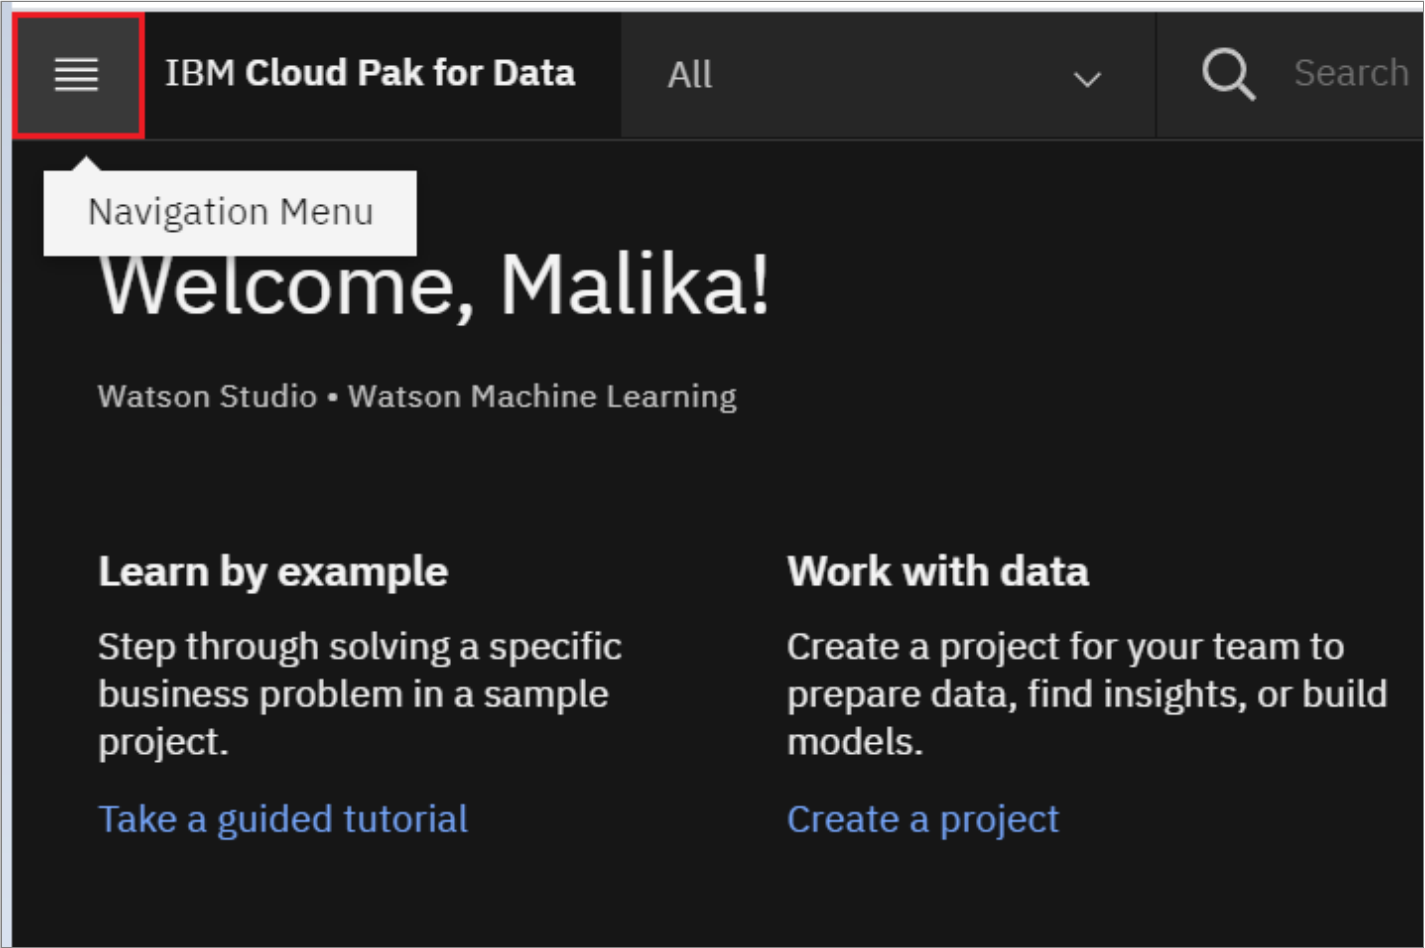 IBM Cloud Pak for Data
All
Search
Navigation Menu
Welcome, Malika!
Watson Studio • Watson Machine Learning
Learn by example
Step through solving a specific
business problem in a sample
project.
Take a guided tutorial
Work with data
Create a project for your team to
prepare data, find insights, or build
models.
Create a project